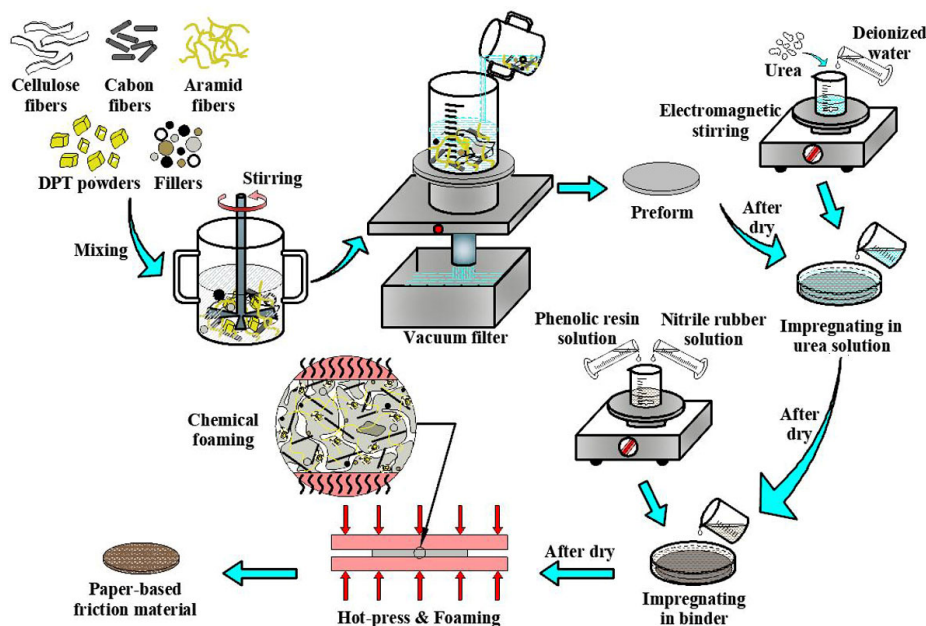 Cellulose
fibers
Cabon
fibers
Aramid
fibers
DPT powders
Fillers
Mixing
Stirring
Vacuum filter
Preform
After
dry
Urea
Deionized
water
Electromagnetic
stirring
Impregnating in
urea solution
After
dry
Phenolic resin
solution
Nitrile rubber
solution
Impregnating
in binder
After dry
Hot-press & Foaming
Chemical
foaming
Paper-based
friction material